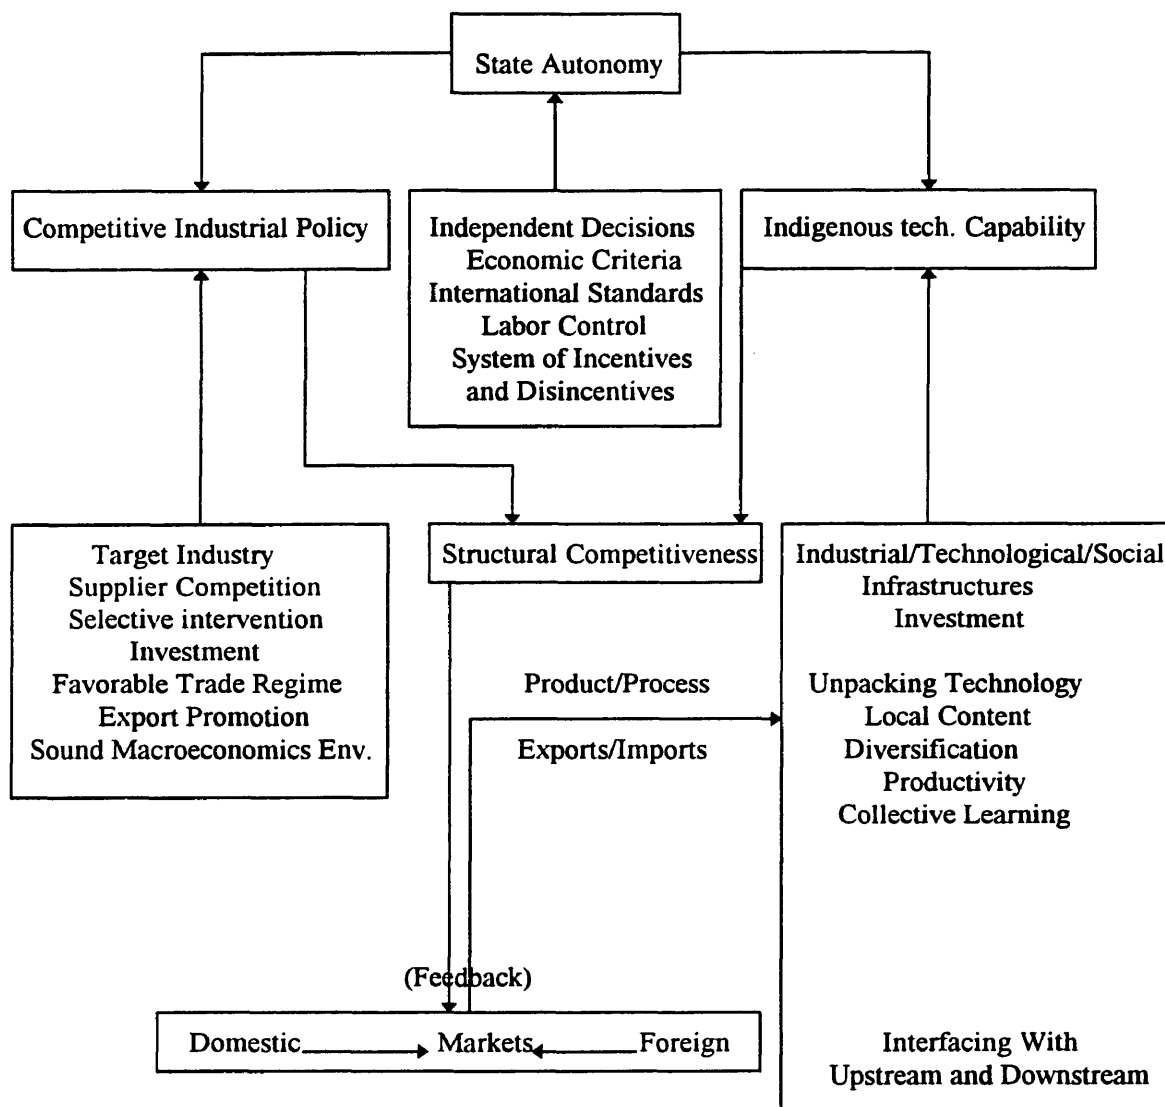 State Autonomy
Competitive Industrial Policy
Independent Decisions
Economic Criteria
International Standards
Labor Control
System of Incentives
and Disincentives
Indigenous tech. Capability
Target Industry
Supplier Competition
Selective intervention
Investment
Favorable Trade Regime
Export Promotion
Sound Macroeconomics Env.
Structural Competitiveness
Product/Process
Exports/Imports
Industrial/Technological/Social
Infrastructures
Investment
Unpacking Technology
Local Content
Diversification
Productivity
Collective Learning
Interfacing With
Upstream and Downstream
(Feedback)
Domestic Markets Foreign